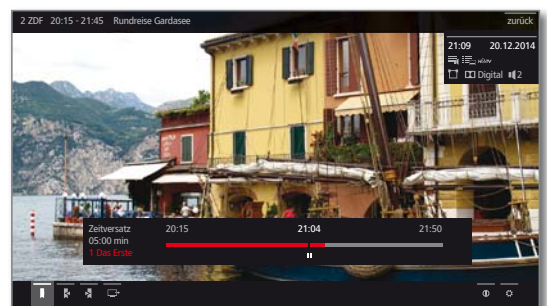 2 ZDF 20:15 - 21:45 Rundreise Gardasee zurück
21:09 20.12.2014
Digital 2
Zeitversatz 20:15 21:04 21:50
05:00 min
1 Das Erste